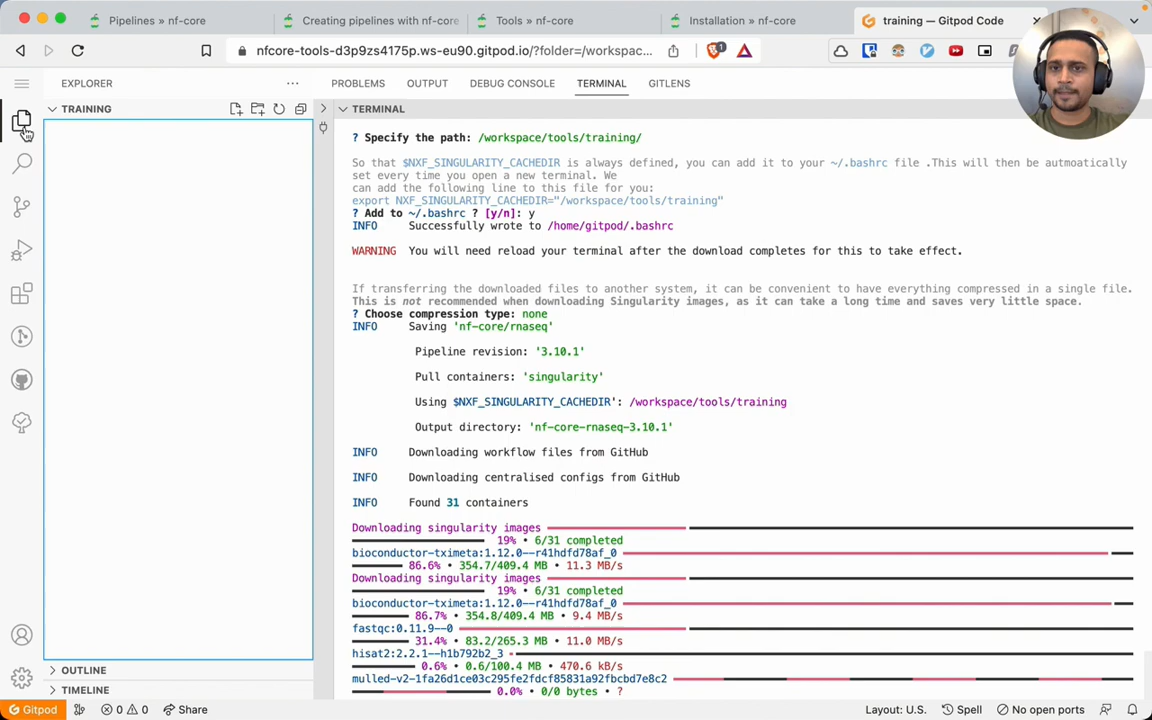 Pipelines » nf-core
Creating pipelines with nf-core
Tools » nf-core
Installation » nf-core
training — Gitpod Code
nfcore-tools-d3p9zs4175p.ws-eu90.gitpod.io/?folder=/workspac...
EXPLORER
PROBLEMS OUTPUT DEBUG CONSOLE TERMINAL GITLENS
TRAINING
TERMINAL
? Specify the path: /workspace/tools/training/
So that $NXF_SINGULARITY_CACHEDIR is always defined, you can add it to your ~/.bashrc file .This will then be autmoatically
set every time you open a new terminal. We
can add the following line to this file for you:
export NXF_SINGULARITY_CACHEDIR="/workspace/tools/training"
? Add to ~/.bashrc ? [y/n]: y
INFO Successfully wrote to /home/gitpod/.bashrc
WARNING You will need reload your terminal after the download completes for this to take effect.
If transferring the downloaded files to another system, it can be convenient to have everything compressed in a single file.
This is not recommended when downloading Singularity images, as it can take a long time and saves very little space.
? Choose compression type: none
INFO Saving 'nf-core/rnaseq'
Pipeline revision: '3.10.1'
Pull containers: 'singularity'
Using $NXF_SINGULARITY_CACHEDIR': /workspace/tools/training
Output directory: 'nf-core-rnaseq-3.10.1'
INFO Downloading workflow files from GitHub
INFO Downloading centralised configs from GitHub
INFO Found 31 containers
Downloading singularity images
19% • 6/31 completed
bioconductor-tximeta:1.12.0--r41hdfd78af_0
86.6% • 354.7/409.4 MB • 11.3 MB/s
Downloading singularity images
19% • 6/31 completed
bioconductor-tximeta:1.12.0--r41hdfd78af_0
86.7% • 354.8/409.4 MB • 9.4 MB/s
fastqc:0.11.9--0
31.4% • 83.2/265.3 MB • 11.0 MB/s
hisat2:2.2.1--h1b792b2_3
0.6% • 0.6/100.4 MB • 470.6 kB/s
mulled-v2-1fa26d1ce03c295fe2fdcf85831a92fbcbd7e8c2
0.0% • 0/0 bytes • ?
OUTLINE
TIMELINE
Gitpod
0 0
Share
Layout: U.S.
Spell
No open ports